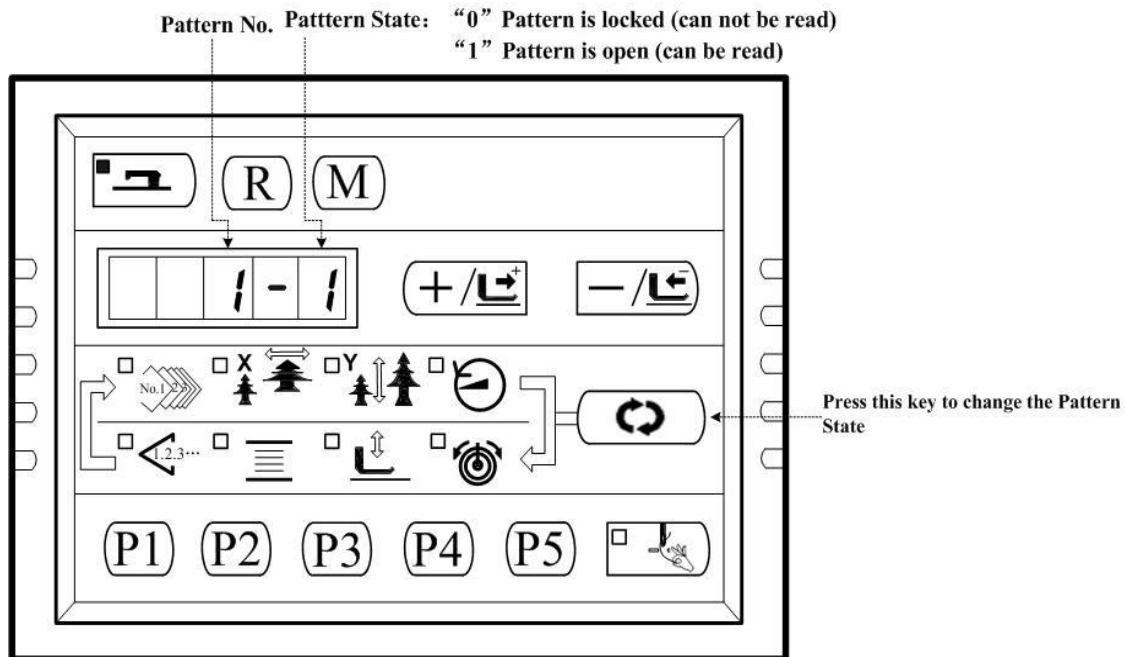 Pattern No. Patttern State: “0” Pattern is locked (can not be read)
“1” Pattern is open (can be read)
R M
1-1
+/ + −/ −
No.1 2.3 X Y
1.2.3···
Press this key to change the Pattern
State
P1 P2 P3 P4 P5